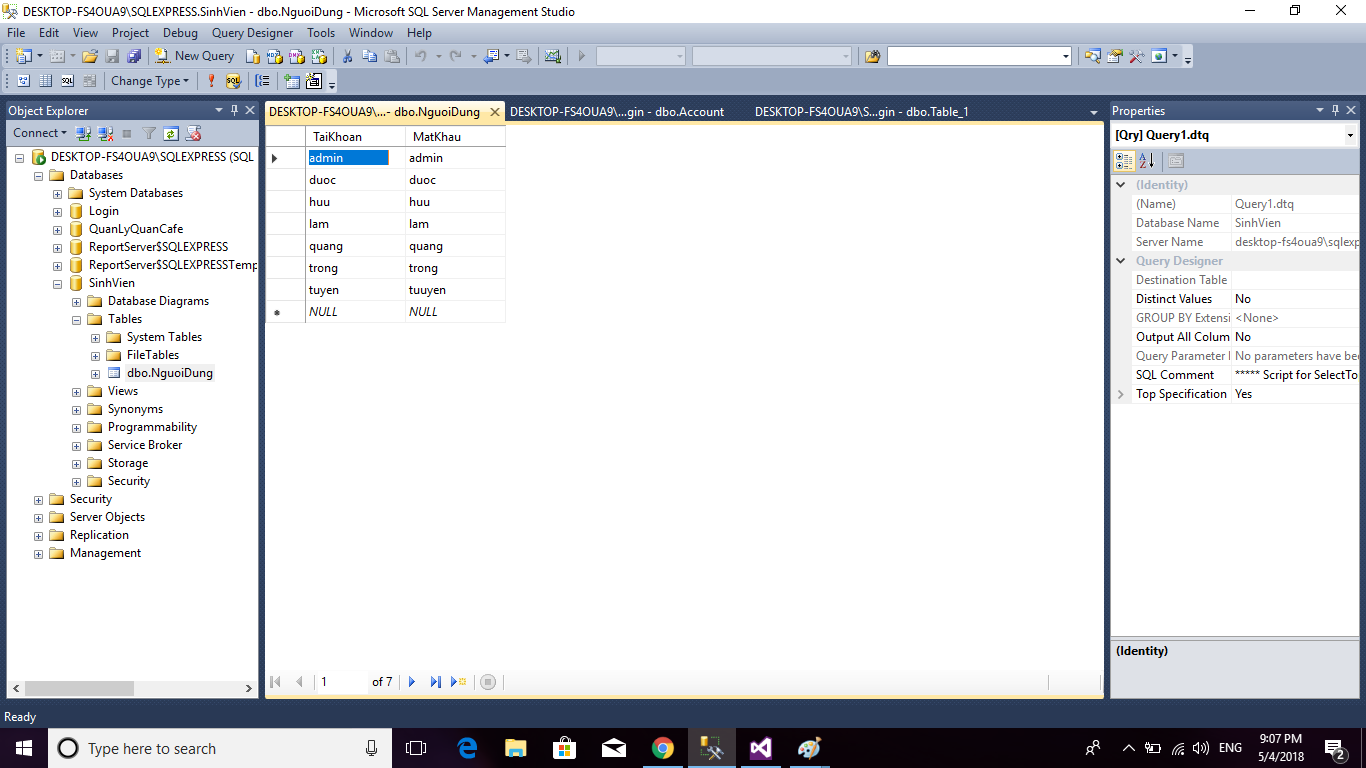 DESKTOP-FS4OUA9\SQLEXPRESS.SinhVien - dbo.NguoiDung - Microsoft SQL Server Management Studio
File Edit View Project Debug Query Designer Tools Window Help
New Query
Change Type
Object Explorer
Connect
DESKTOP-FS4OUA9\SQLEXPRESS (SQL
Databases
System Databases
Login
QuanLyQuanCafe
ReportServer$SQLEXPRESS
ReportServer$SQLEXPRESSTemp
SinhVien
Database Diagrams
Tables
System Tables
FileTables
dbo.NguoiDung
Views
Synonyms
Programmability
Service Broker
Storage
Security
Security
Server Objects
Replication
Management
DESKTOP-FS4OUA9\...- dbo.NguoiDung DESKTOP-FS4OUA9\...gin - dbo.Account DESKTOP-FS4OUA9\S...gin - dbo.Table_1
TaiKhoan MatKhau
admin admin
duoc duoc
huu huu
lam lam
quang quang
trong trong
tuyen tuuyen
NULL NULL
1 of 7
Properties
[Qry] Query1.dtq
(Identity)
(Name) Query1.dtq
Database Name SinhVien
Server Name desktop-fs4oua9\sqlexp
Query Designer
Destination Table
Distinct Values No
GROUP BY Extensi <None>
Output All Colum No
Query Parameter No parameters have be
SQL Comment ***** Script for SelectTo
Top Specification Yes
(Identity)
Ready
Type here to search
ENG
9:07 PM
5/4/2018
2